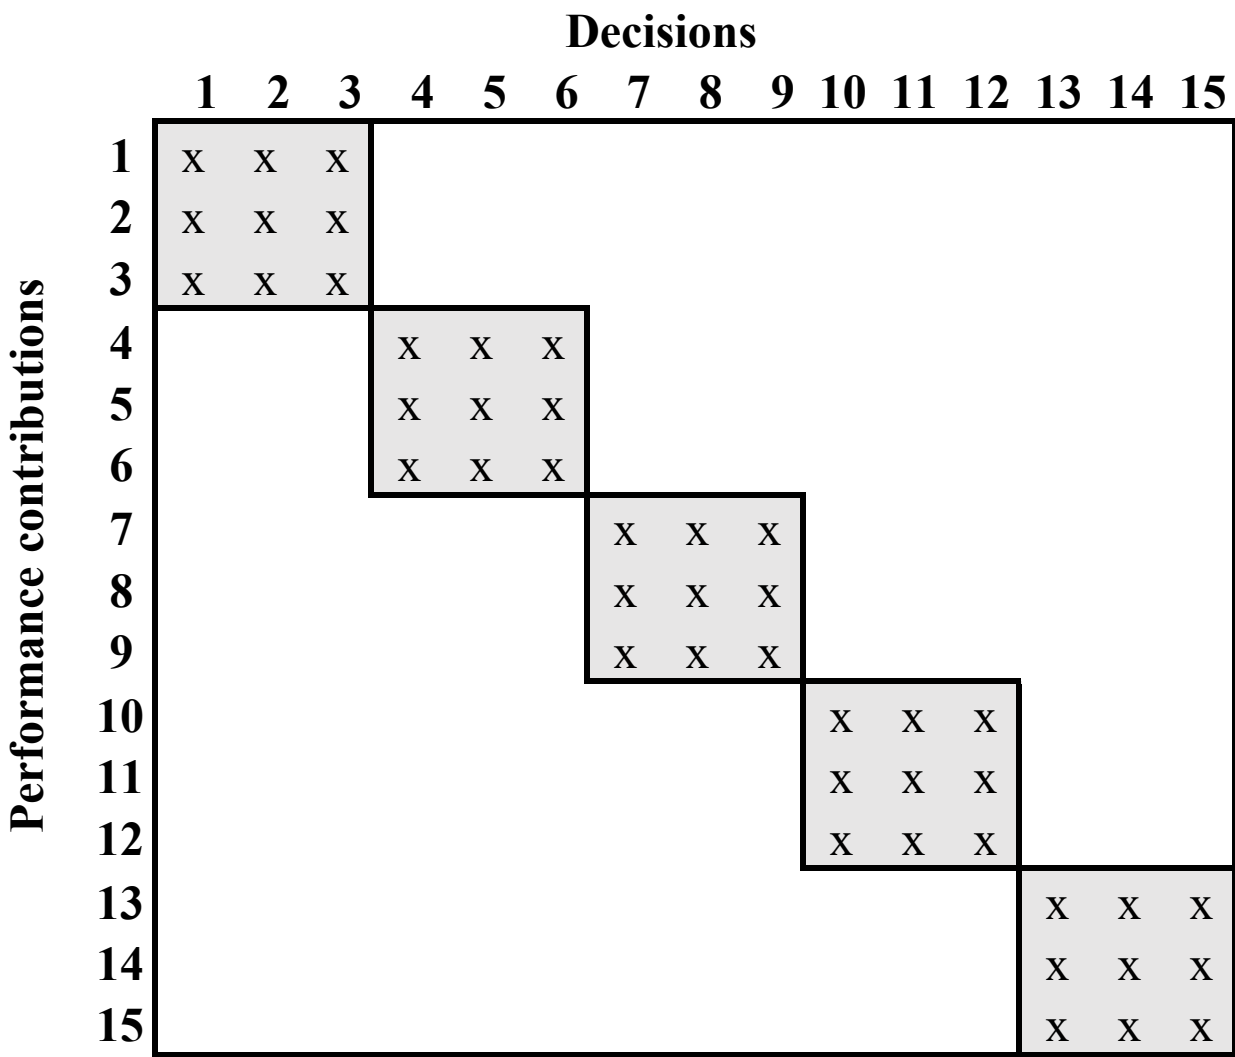 Decisions
1 2 3 4 5 6 7 8 9 10 11 12 13 14 15
Performance contributions
1 x x x
2 x x x
3 x x x
4 x x x
5 x x x
6 x x x
7 x x x
8 x x x
9 x x x
10 x x x
11 x x x
12 x x x
13 x x x
14 x x x
15 x x x